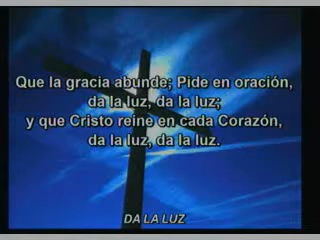 Que la gracia abunde; Pide en oración,
da la luz, da la luz;
y que Cristo reine en cada Corazón,
da la luz, da la luz.
DA LA LUZ